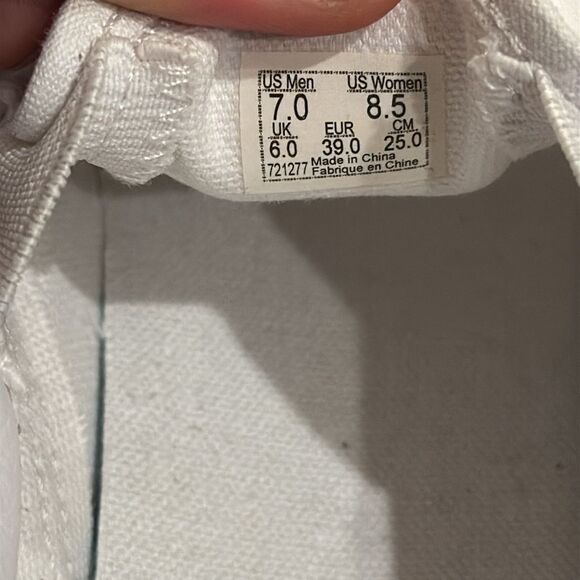 US Men US Women
7.0 8.5
UK EUR CM
6.0 39.0 25.0
721277 Made in China
Fabrique en Chine